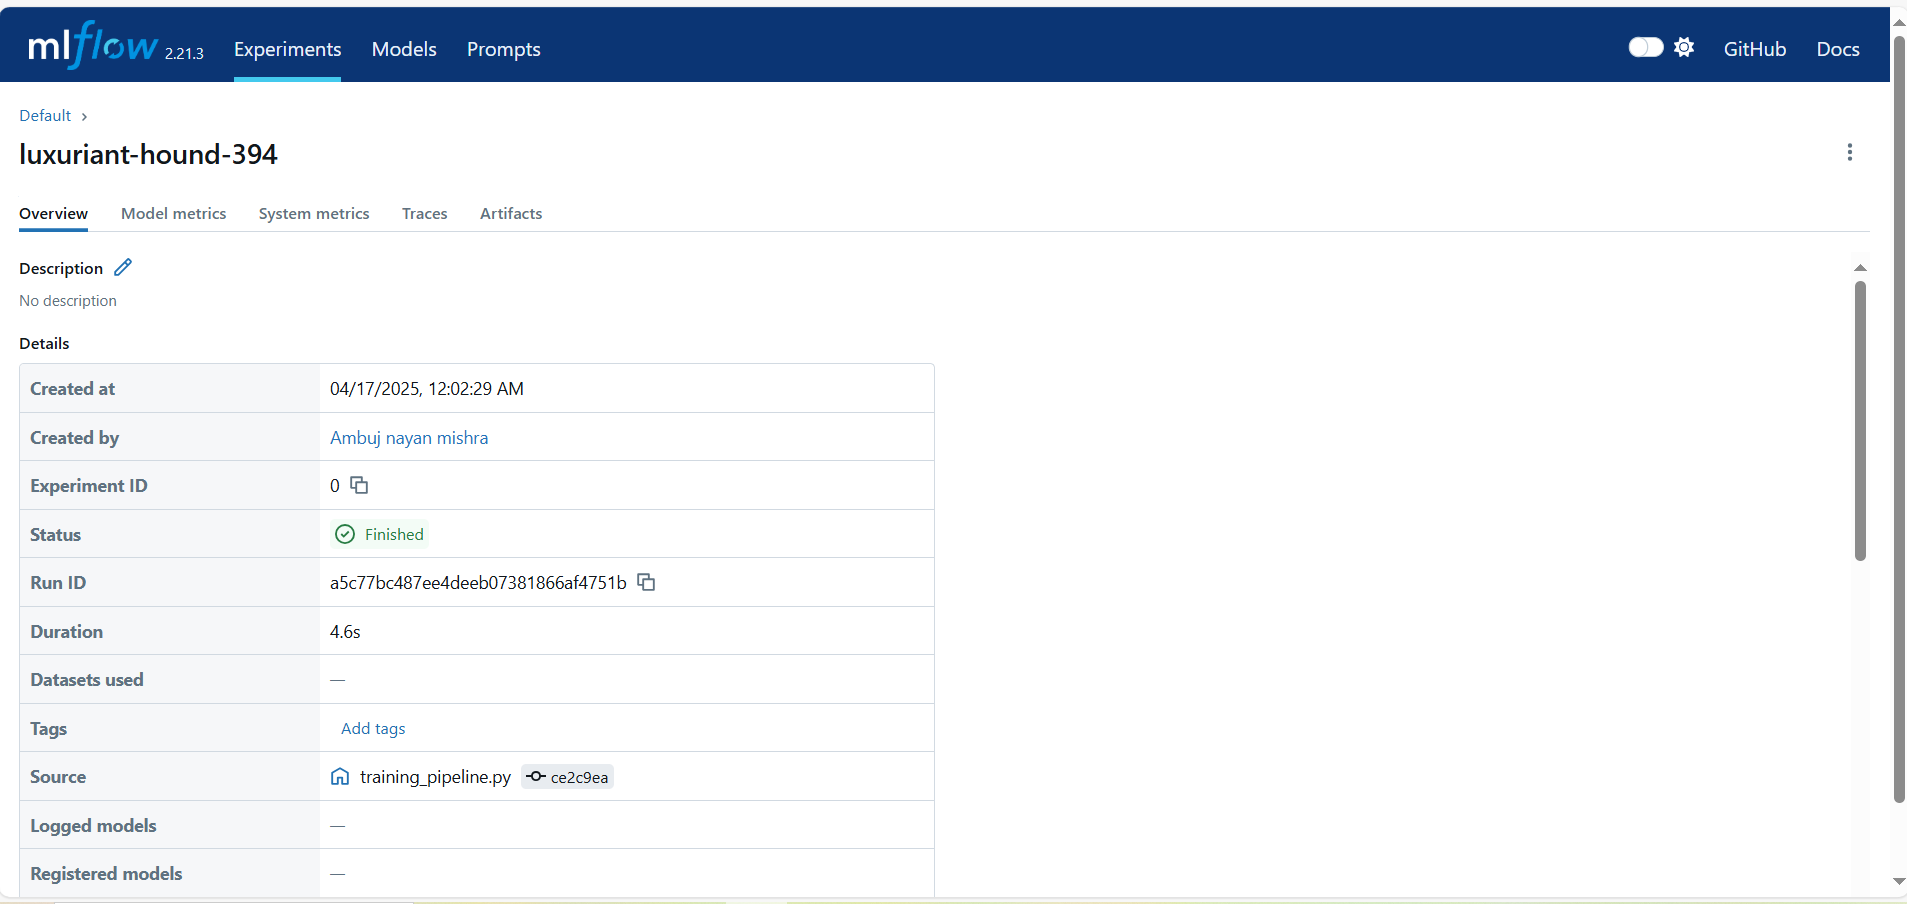 mlflow 2.21.3 Experiments Models Prompts GitHub Docs
Default
luxuriant-hound-394
Overview Model metrics System metrics Traces Artifacts
Description
No description
Details
Created at 04/17/2025, 12:02:29 AM
Created by Ambuj nayan mishra
Experiment ID 0
Status Finished
Run ID a5c77bc487ee4deeb07381866af4751b
Duration 4.6s
Datasets used —
Tags Add tags
Source training_pipeline.py ce2c9ea
Logged models —
Registered models —